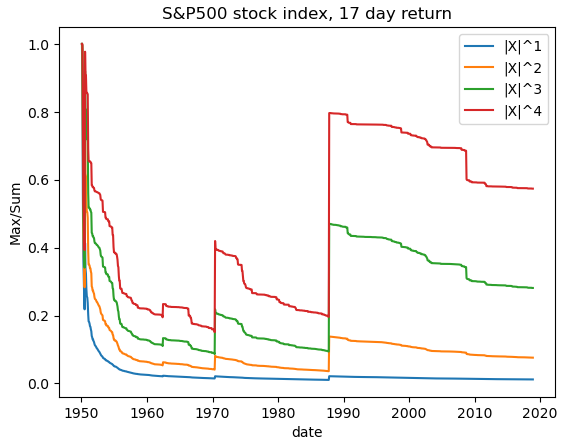 S&P500 stock index, 17 day return
|X|^1
|X|^2
|X|^3
|X|^4
Max/Sum
1.0
0.8
0.6
0.4
0.2
0.0
1950 1960 1970 1980 1990 2000 2010 2020
date